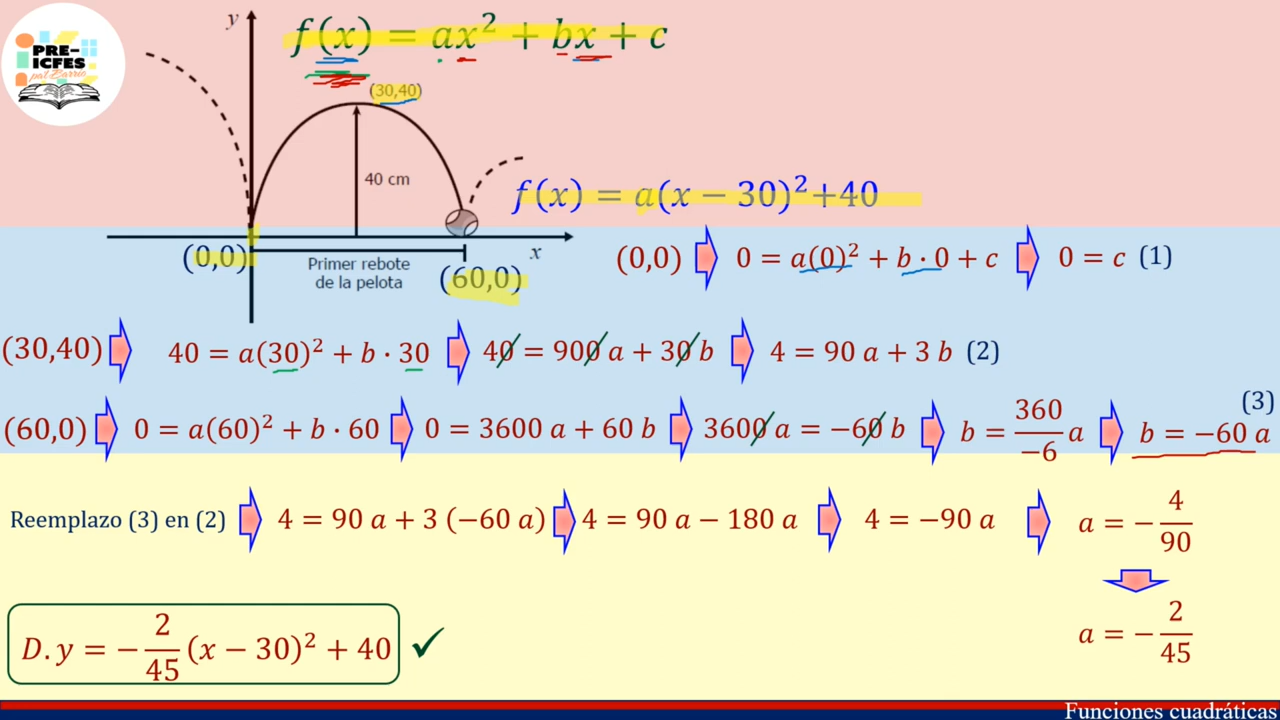 PRE-
ICFES
pat Barrio
y
f(x) = ax² + bx + c
(30,40)
40 cm
f(x) = a(x − 30)²+40
(0,0)
Primer rebote
de la pelota
(60,0)
x
(0,0) 0 = a(0)² + b · 0 + c 0 = c (1)
(30,40) 40 = a(30)² + b · 30 40 = 900 a + 30 b 4 = 90 a + 3 b (2)
(60,0) 0 = a(60)² + b · 60 0 = 3600 a + 60 b 3600 a = −60 b b = 360/−6 a b = −60 a (3)
Reemplazo (3) en (2) 4 = 90 a + 3 (−60 a) 4 = 90 a − 180 a 4 = −90 a a = − 4/90
a = − 2/45
D. y = − 2/45 (x − 30)² + 40 ✓
Funciones cuadráticas